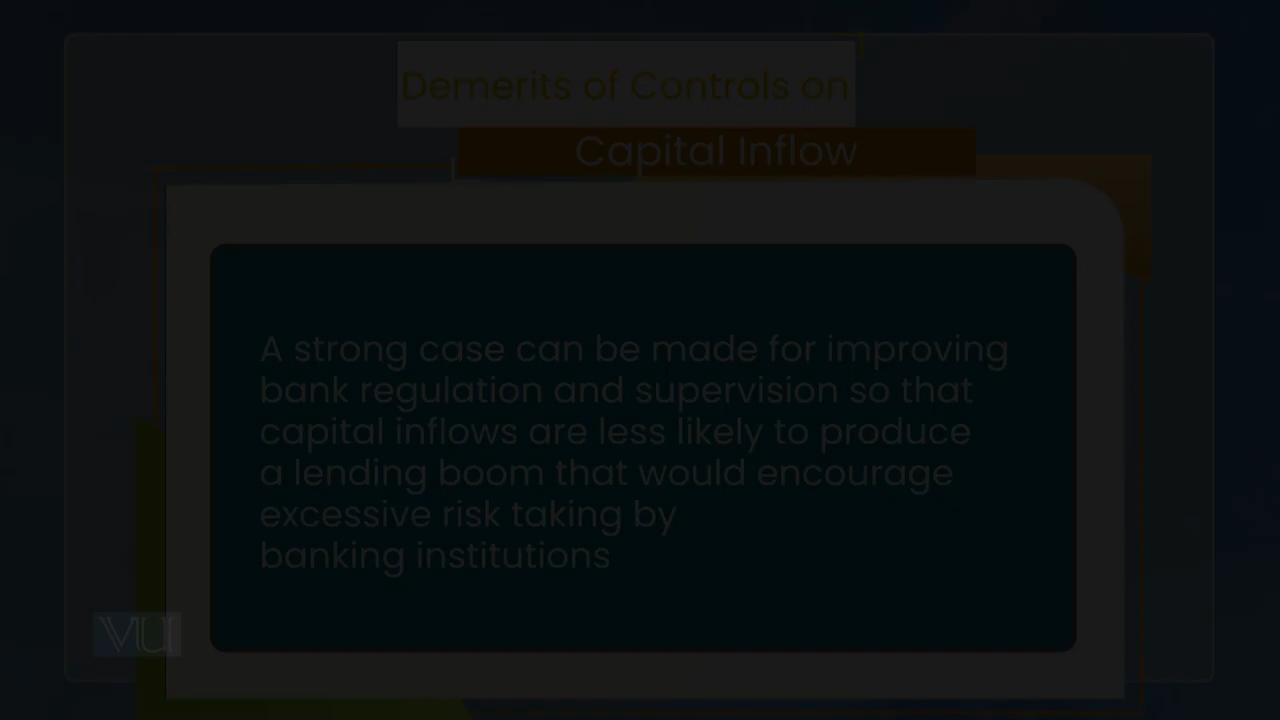 Demerits of Controls on
Capital Inflow
A strong case can be made for improving
bank regulation and supervision so that
capital inflows are less likely to produce
a lending boom that would encourage
excessive risk taking by
banking institutions
VU